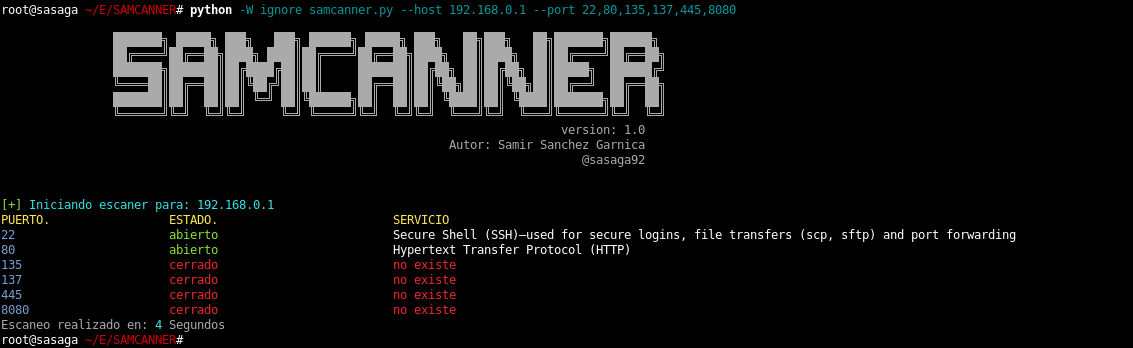 root@sasaga ~/E/SAMCANNER# python -W ignore samcanner.py --host 192.168.0.1 --port 22,80,135,137,445,8080
SAMCANNER
version: 1.0
Autor: Samir Sanchez Garnica
@sasaga92
[+] Iniciando escaner para: 192.168.0.1
PUERTO. ESTADO. SERVICIO
22 abierto Secure Shell (SSH)—used for secure logins, file transfers (scp, sftp) and port forwarding
80 abierto Hypertext Transfer Protocol (HTTP)
135 cerrado no existe
137 cerrado no existe
445 cerrado no existe
8080 cerrado no existe
Escaneo realizado en: 4 Segundos
root@sasaga ~/E/SAMCANNER#